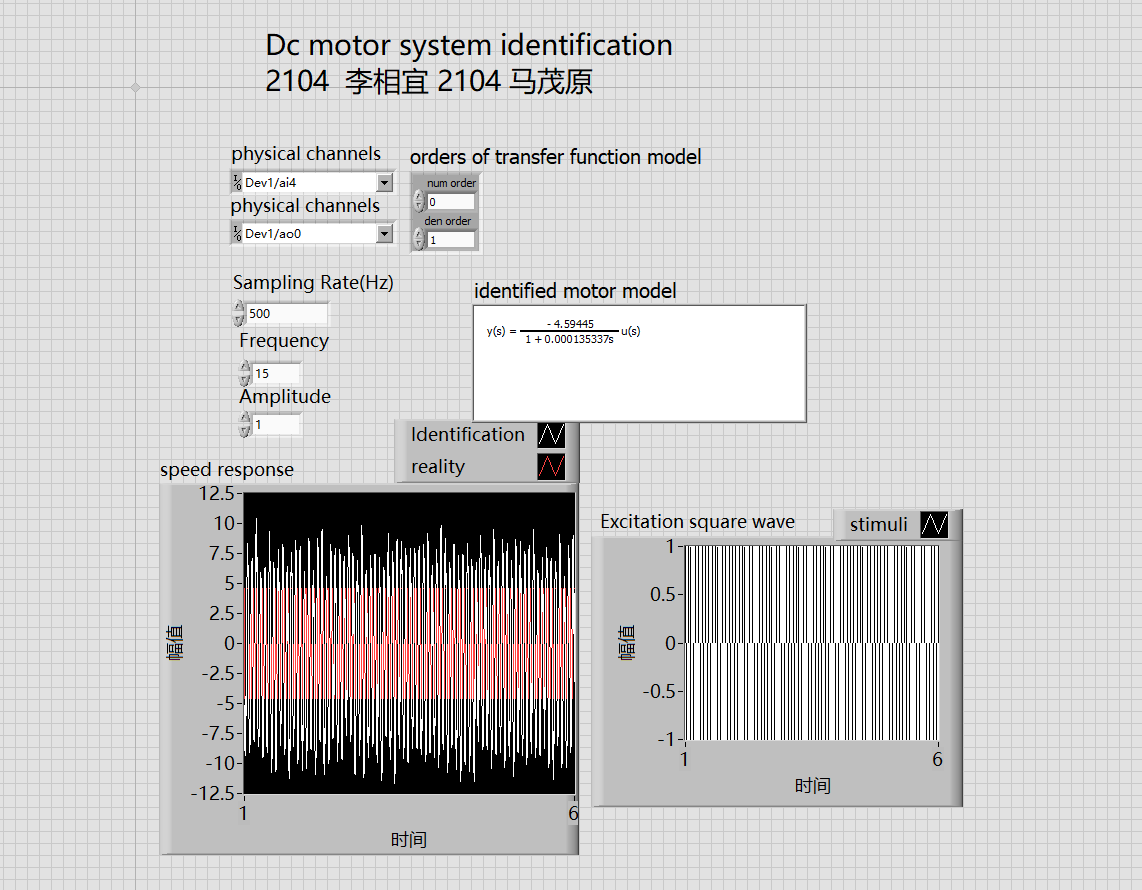 Dc motor system identification
2104 李相宜 2104 马茂原
physical channels
Dev1/ai4
physical channels
Dev1/ao0
orders of transfer function model
num order
0
den order
1
Sampling Rate(Hz)
500
Frequency
15
Amplitude
1
identified motor model
y(s) = -4.59445 / 1+0.000135337s u(s)
Identification
reality
speed response
12.5
10
7.5
5
2.5
0
-2.5
-5
-7.5
-10
-12.5
幅值
1
6
时间
Excitation square wave
stimuli
1
0.5
0
-0.5
-1
幅值
1
6
时间